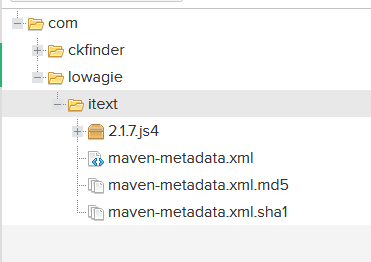 com
ckfinder
lowagie
itext
2.1.7.js4
maven-metadata.xml
maven-metadata.xml.md5
maven-metadata.xml.sha1